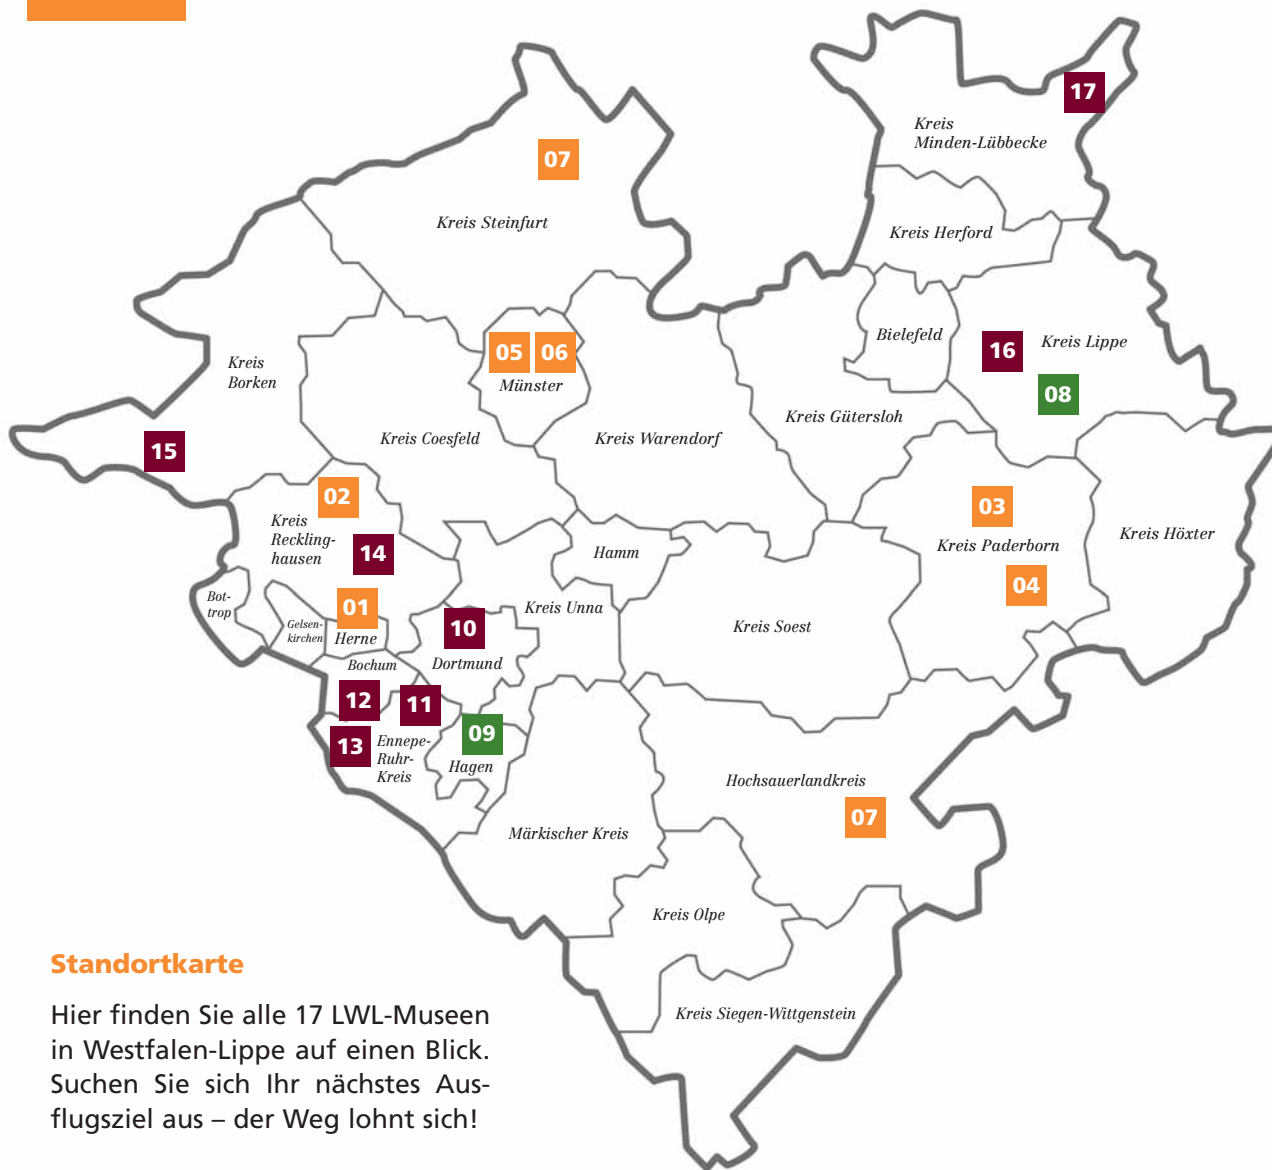 17
Kreis
Minden-Lübbecke
07
Kreis Steinfurt
Kreis Herford
Bielefeld
05
06
Münster
16
Kreis Lippe
08
Kreis
Borken
15
Kreis Coesfeld
Kreis Warendorf
Kreis Gütersloh
02
Kreis
Reckling-
hausen
14
03
Kreis Paderborn
04
Kreis Höxter
Hamm
Bot-
trop
Gelsen-
kirchen
01
Herne
10
Dortmund
Kreis Unna
Kreis Soest
Bochum
12
11
13
Ennepe-
Ruhr-
Kreis
09
Hagen
Hochsauerlandkreis
07
Märkischer Kreis
Kreis Olpe
Kreis Siegen-Wittgenstein
Standortkarte
Hier finden Sie alle 17 LWL-Museen
in Westfalen-Lippe auf einen Blick.
Suchen Sie sich Ihr nächstes Aus-
flugsziel aus – der Weg lohnt sich!